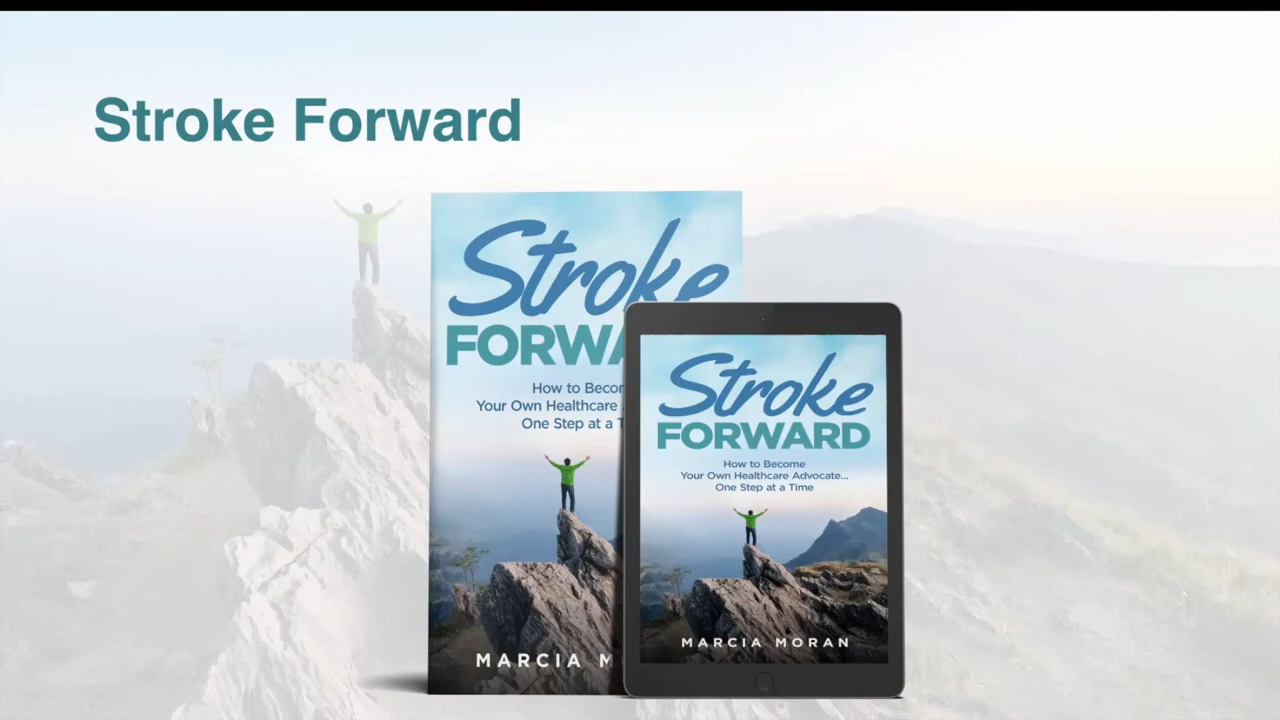 Stroke Forward
Stroke
FORWA
How to Becor
Your Own Healthcare
One Step at a T
MARCIA M
Stroke
FORWARD
How to Become
Your Own Healthcare Advocate...
One Step at a Time
MARCIA MORAN